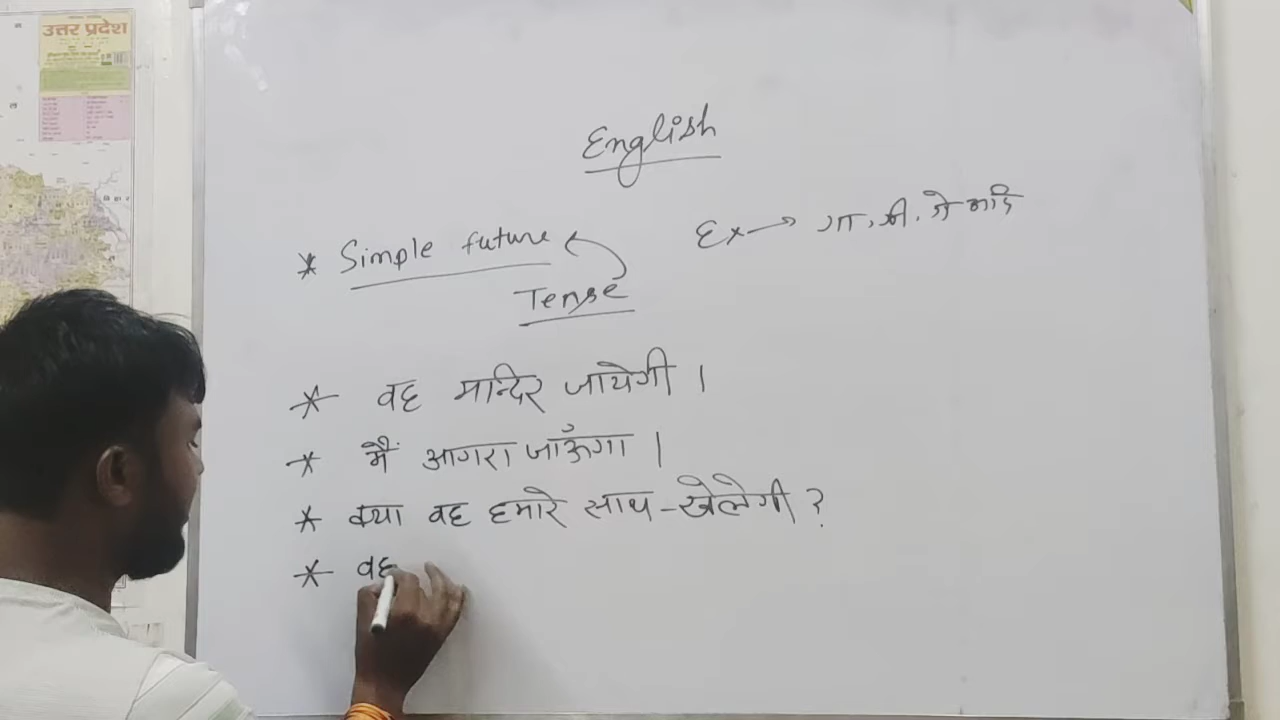 उत्तर प्रदेश
English
* Simple future
Ex → गा, गी, गे आदि
Tense
* वह मन्दिर जायेगी ।
* मैं आगरा जाऊँगा ।
* क्या वह हमारे साथ खेलेगी ?
* वह